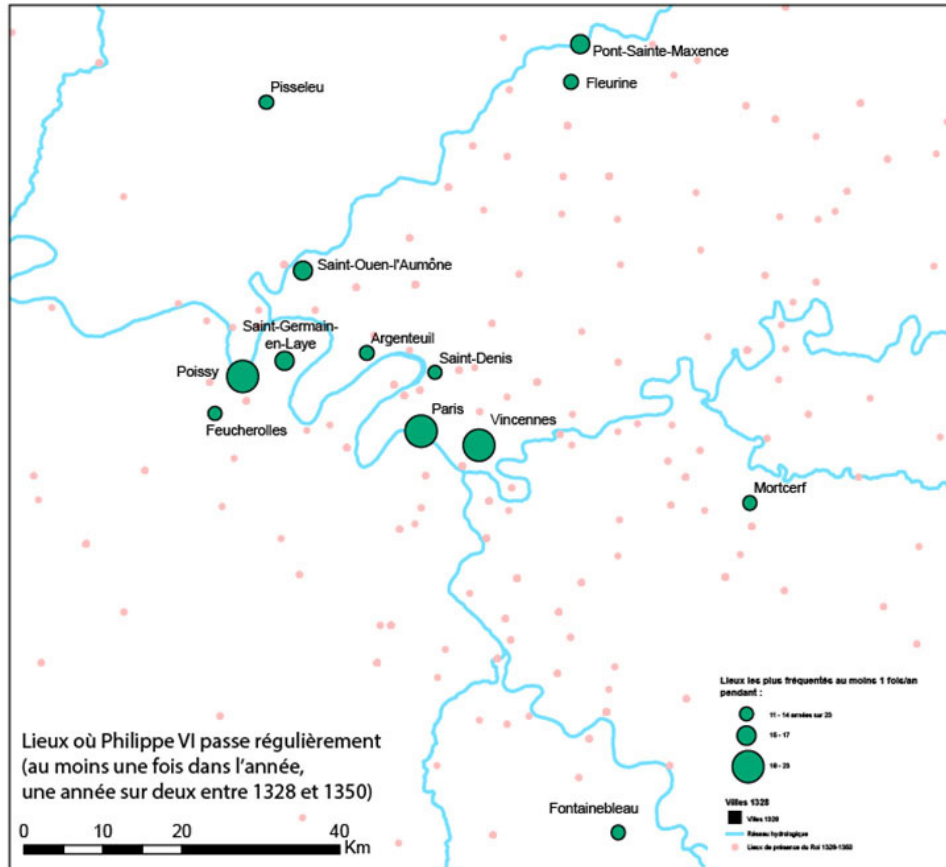 Pont-Sainte-Maxence
Fleurine
Pisseleu
Saint-Ouen-l'Aumône
Saint-Germain-
en-Laye
Argenteuil
Saint-Denis
Poissy
Feucherolles
Paris
Vincennes
Mortcerf
Fontainebleau
Lieux où Philippe VI passe régulièrement
(au moins une fois dans l'année,
une année sur deux entre 1328 et 1350)
0 10 20 40
Km
Lieux les plus fréquentés au moins 1 fois/an
pendant :
11 - 14 années sur 23
15 - 17
18 - 23
Villes 1328
Villes 1328
Réseau hydrologique
Lieux de présence du Roi 1328-1350